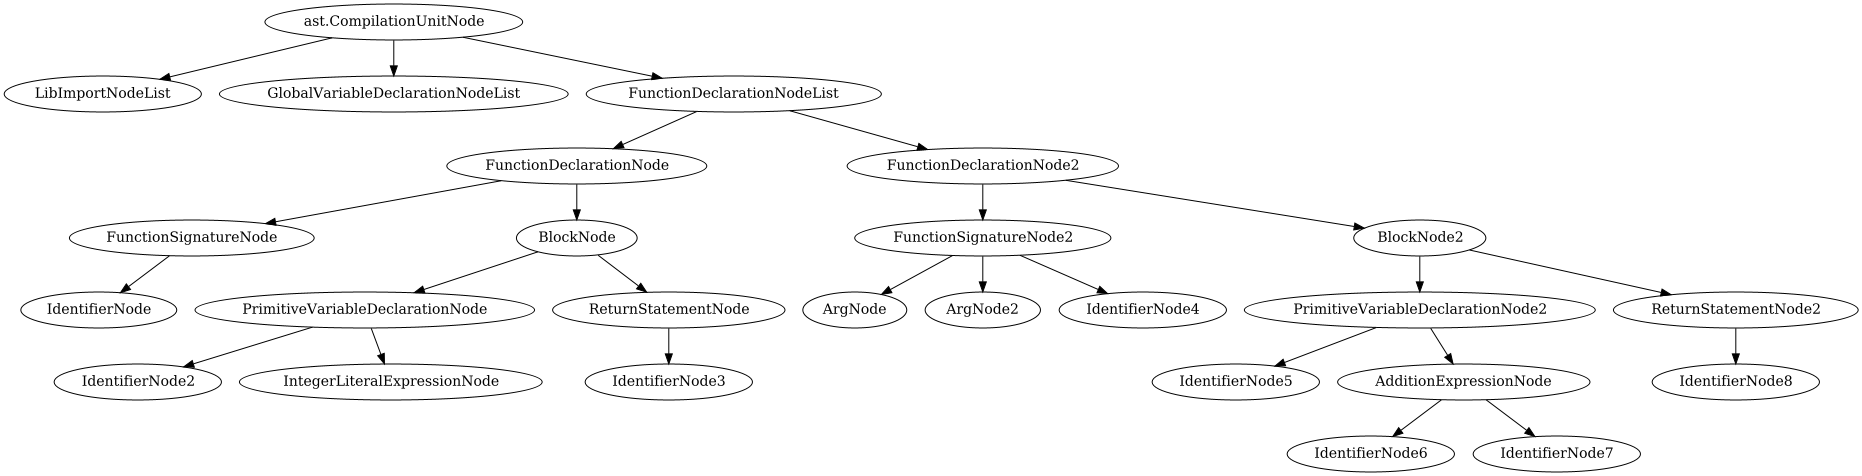 ast.CompilationUnitNode
LibImportNodeList
GlobalVariableDeclarationNodeList
FunctionDeclarationNodeList
FunctionDeclarationNode
FunctionDeclarationNode2
FunctionSignatureNode
BlockNode
FunctionSignatureNode2
BlockNode2
IdentifierNode
PrimitiveVariableDeclarationNode
ReturnStatementNode
ArgNode
ArgNode2
IdentifierNode4
PrimitiveVariableDeclarationNode2
ReturnStatementNode2
IdentifierNode2
IntegerLiteralExpressionNode
IdentifierNode3
IdentifierNode5
AdditionExpressionNode
IdentifierNode8
IdentifierNode6
IdentifierNode7